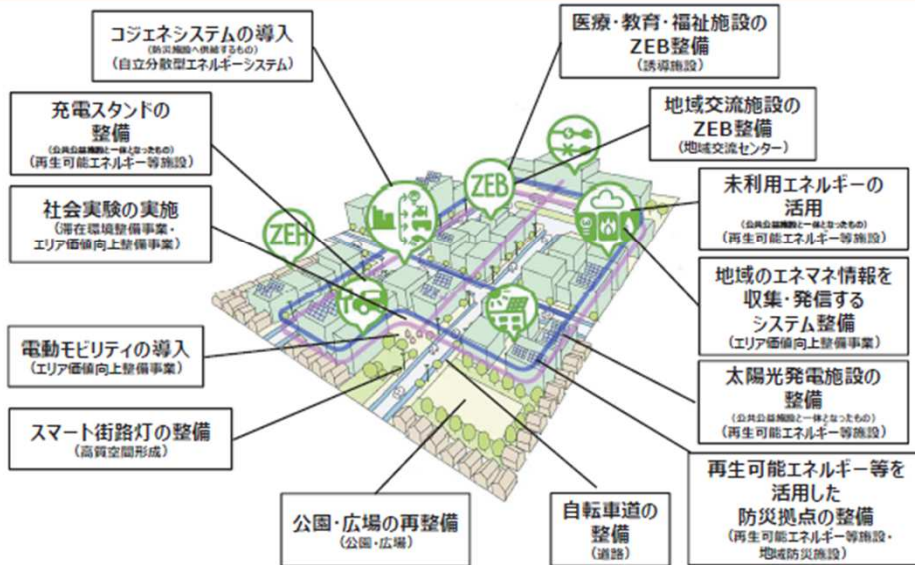 コジェネシステムの導入
(防災施設へ供給するもの)
(自立分散型エネルギーシステム)
医療・教育・福祉施設の
ZEB整備
(誘導施設)
充電スタンドの
整備
(公共公益施設と一体となったもの)
(再生可能エネルギー等施設)
地域交流施設の
ZEB整備
(地域交流センター)
社会実験の実施
(滞在環境整備事業・
エリア価値向上整備事業)
未利用エネルギーの
活用
(公共公益施設と一体となったもの)
(再生可能エネルギー等施設)
ZEB
ZEH
地域のエネマネ情報を
収集・発信する
システム整備
(エリア価値向上整備事業)
電動モビリティの導入
(エリア価値向上整備事業)
太陽光発電施設の
整備
(公共公益施設と一体となったもの)
(再生可能エネルギー等施設)
スマート街路灯の整備
(高質空間形成)
再生可能エネルギー等を
活用した
防災拠点の整備
(再生可能エネルギー等施設・
地域防災施設)
公園・広場の再整備
(公園・広場)
自転車道の
整備
(道路)